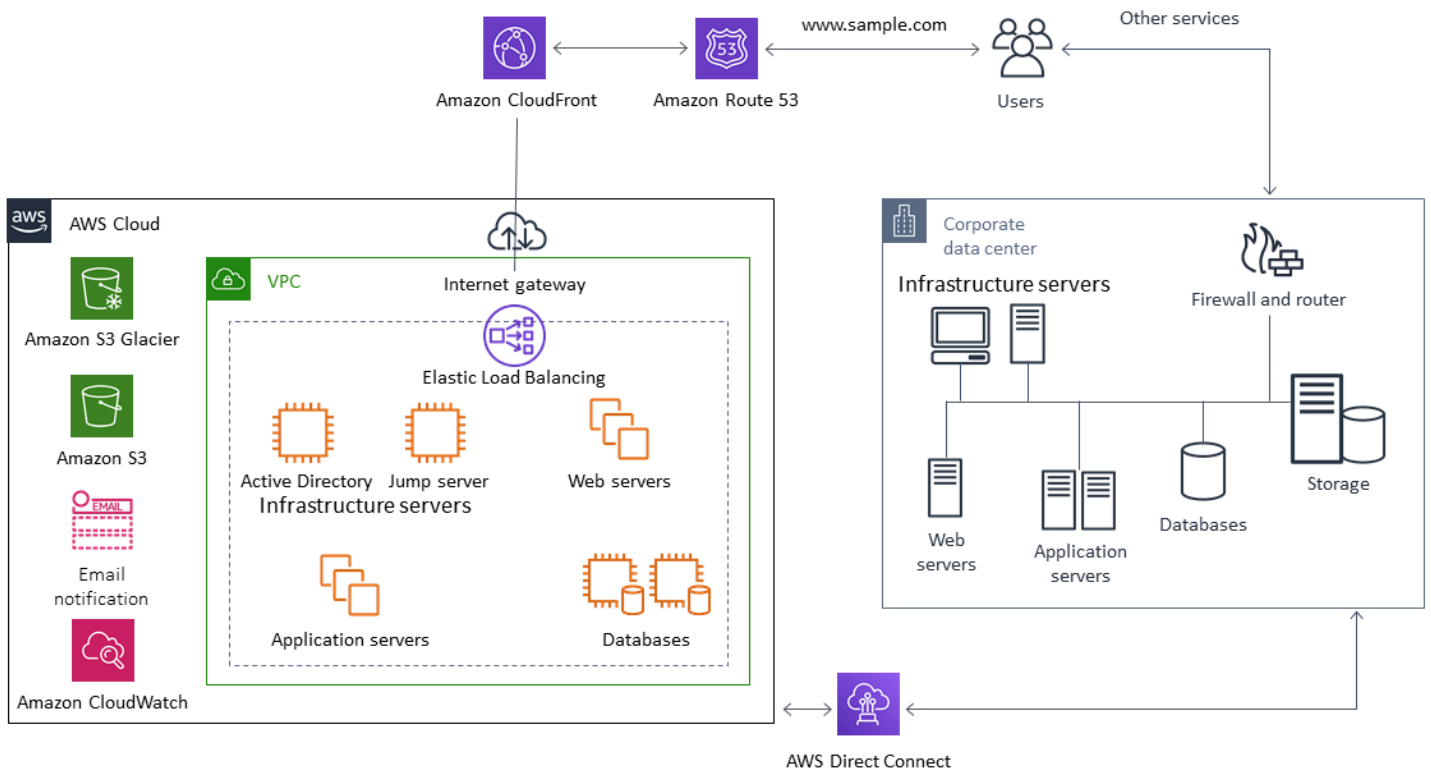 www.sample.com
Other services
53
Amazon CloudFront
Amazon Route 53
Users
aws
AWS Cloud
Corporate
data center
VPC
Internet gateway
Infrastructure servers
Firewall and router
Amazon S3 Glacier
Elastic Load Balancing
Amazon S3
Active Directory
Jump server
Web servers
Infrastructure servers
Storage
EMAIL
Databases
Web
servers
Application
servers
Email
notification
Application servers
Databases
Amazon CloudWatch
AWS Direct Connect